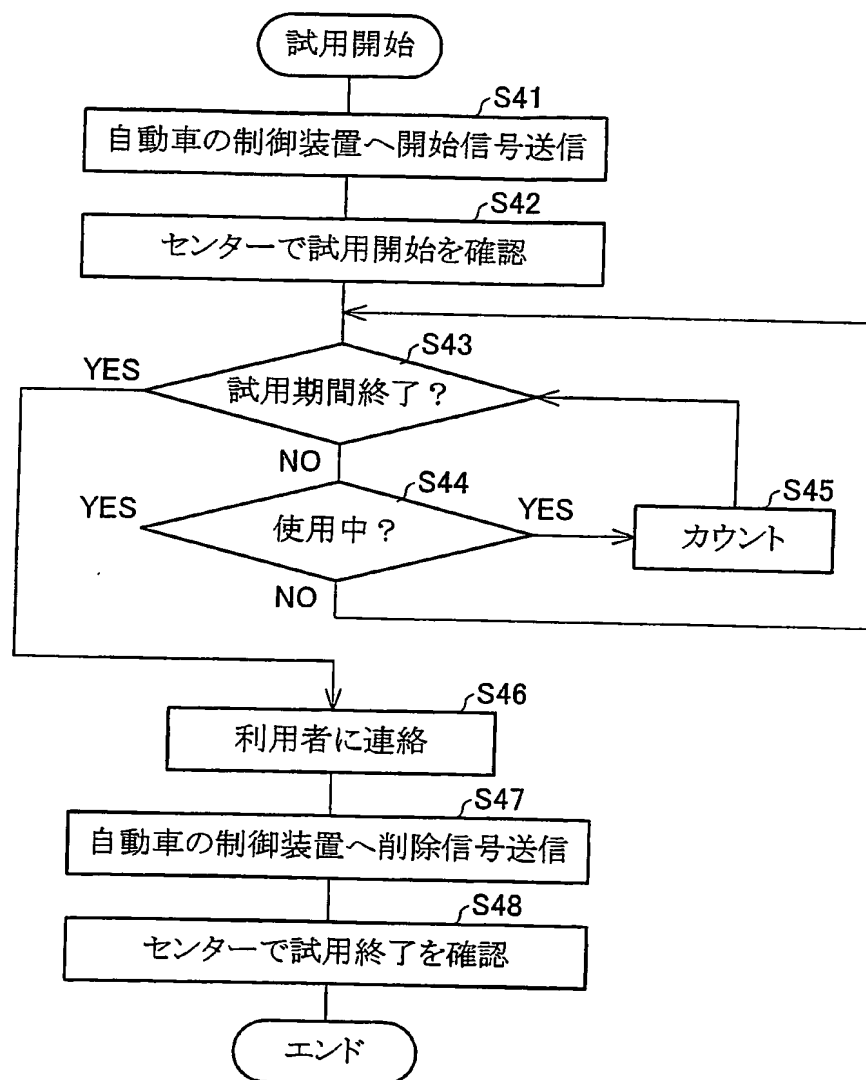 試用開始
S41
自動車の制御装置へ開始信号送信
S42
センターで試用開始を確認
S43
YES
試用期間終了?
NO
S44
YES
使用中?
YES
S45
カウント
NO
S46
利用者に連絡
S47
自動車の制御装置へ削除信号送信
S48
センターで試用終了を確認
エンド